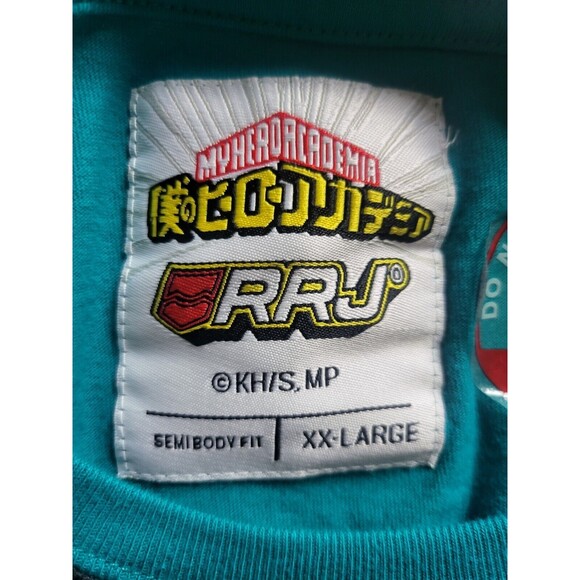 MY HERO ACADEMIA
僕のヒーローアカデミア
RRJ
©KH/S, MP
SEMI BODY FIT
XX-LARGE
DO N